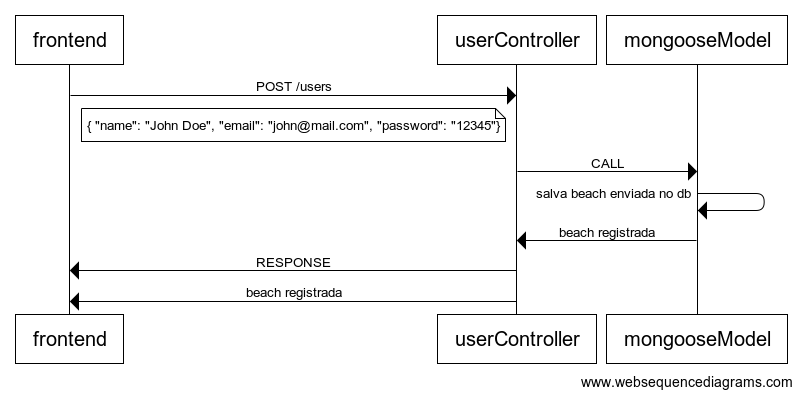 frontend
userController
mongooseModel
POST /users
{ "name": "John Doe", "email": "john@mail.com", "password": "12345"}
CALL
salva beach enviada no db
beach registrada
RESPONSE
beach registrada
frontend
userController
mongooseModel
www.websequencediagrams.com